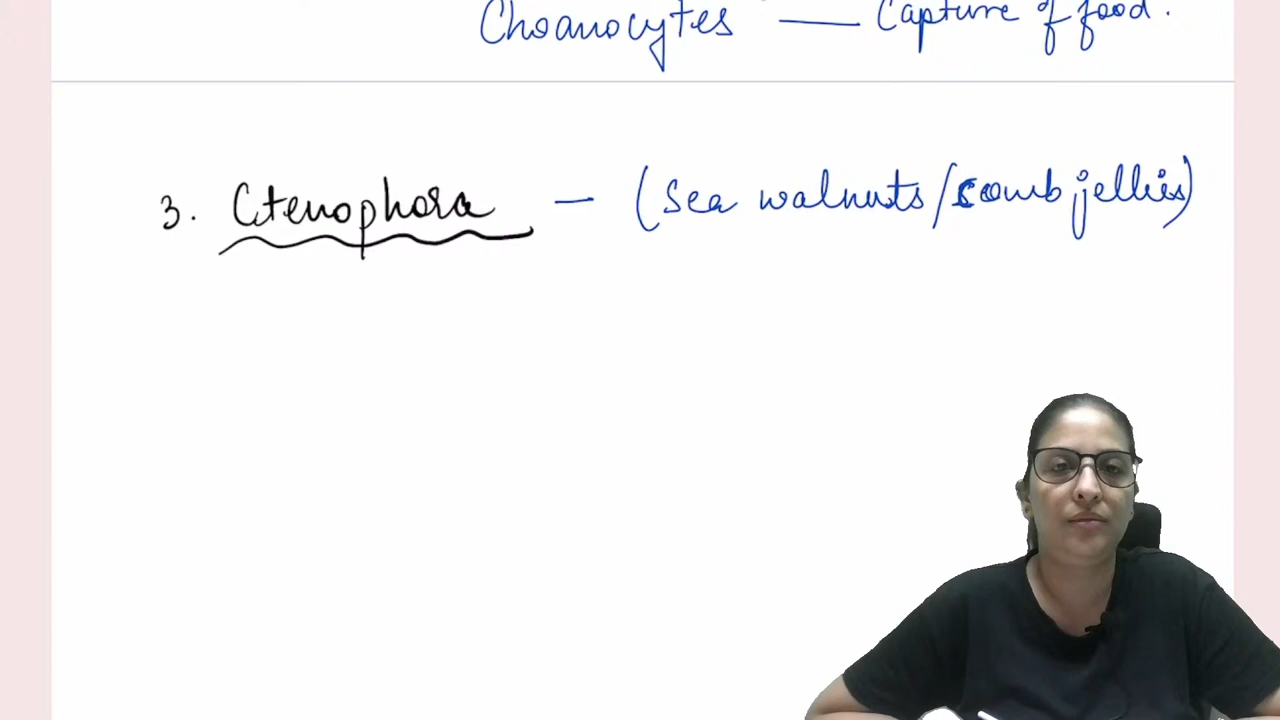 Choanocytes — Capture of food.
3. Ctenophora — (Sea walnuts/comb jellies)